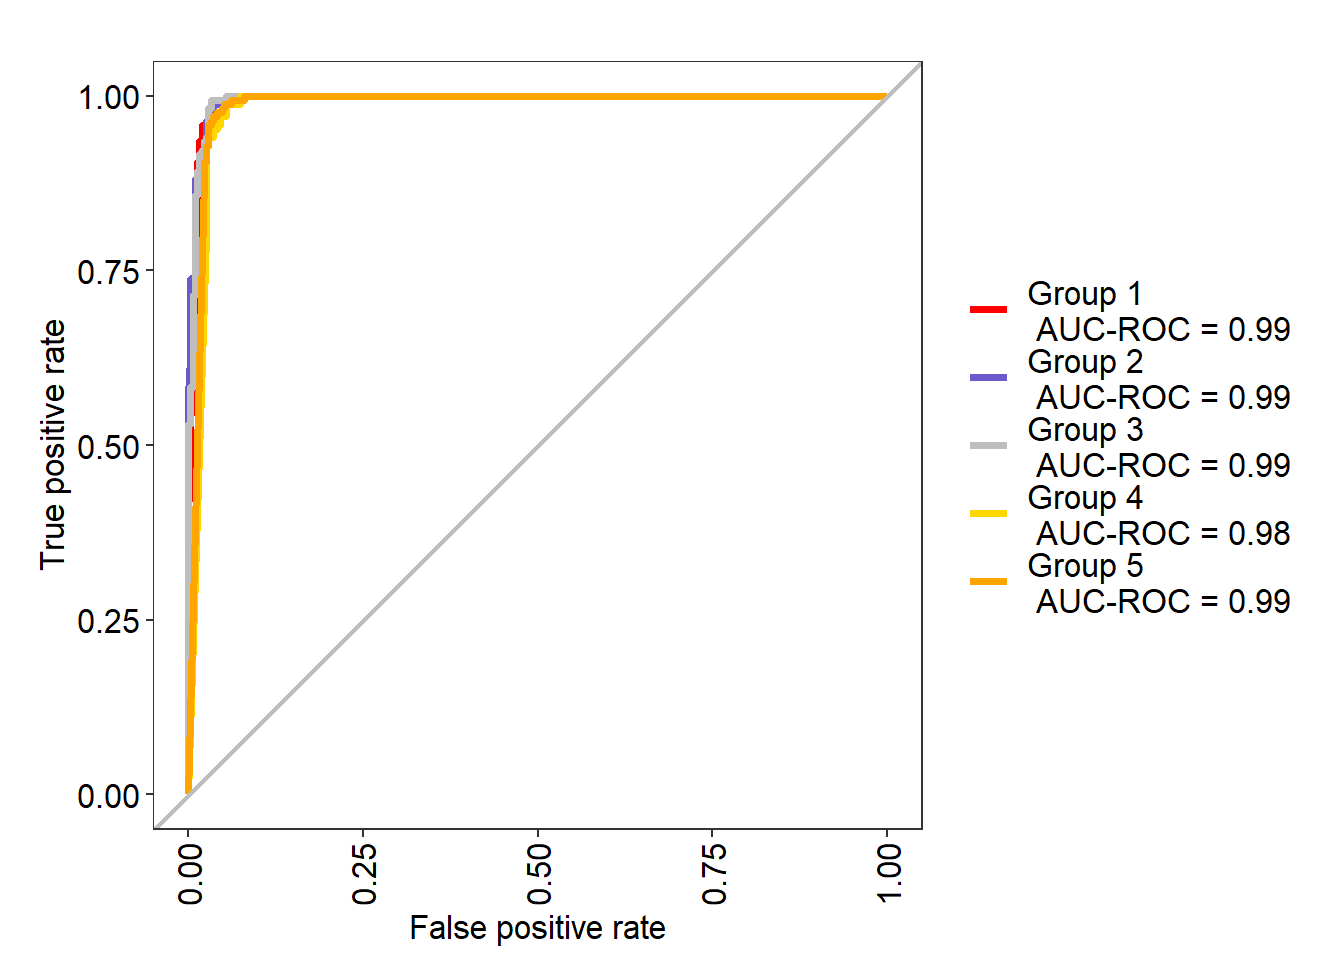 1.00
0.75
0.50
0.25
0.00
True positive rate
0.00
0.25
0.50
0.75
1.00
False positive rate
Group 1
AUC-ROC = 0.99
Group 2
AUC-ROC = 0.99
Group 3
AUC-ROC = 0.99
Group 4
AUC-ROC = 0.98
Group 5
AUC-ROC = 0.99